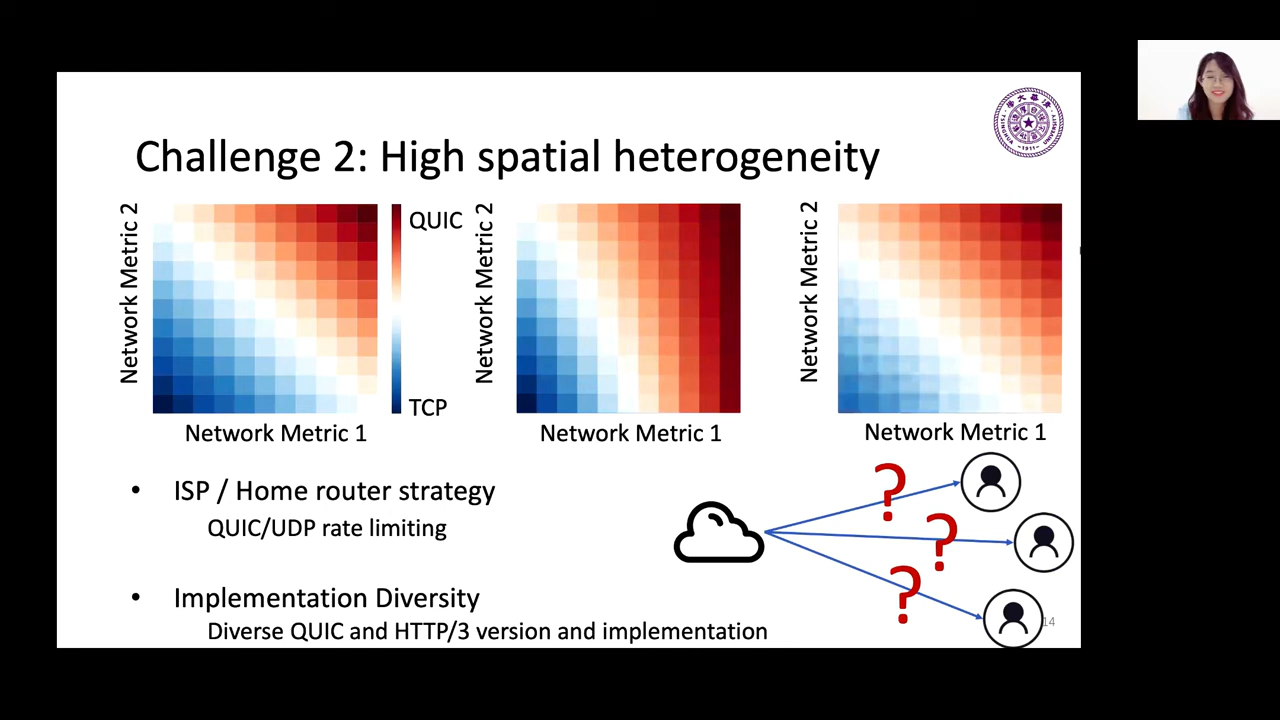 Challenge 2: High spatial heterogeneity
Network Metric 2
QUIC
TCP
Network Metric 1
Network Metric 2
Network Metric 1
Network Metric 2
Network Metric 1
• ISP / Home router strategy
QUIC/UDP rate limiting
• Implementation Diversity
Diverse QUIC and HTTP/3 version and implementation
?
?
?
14